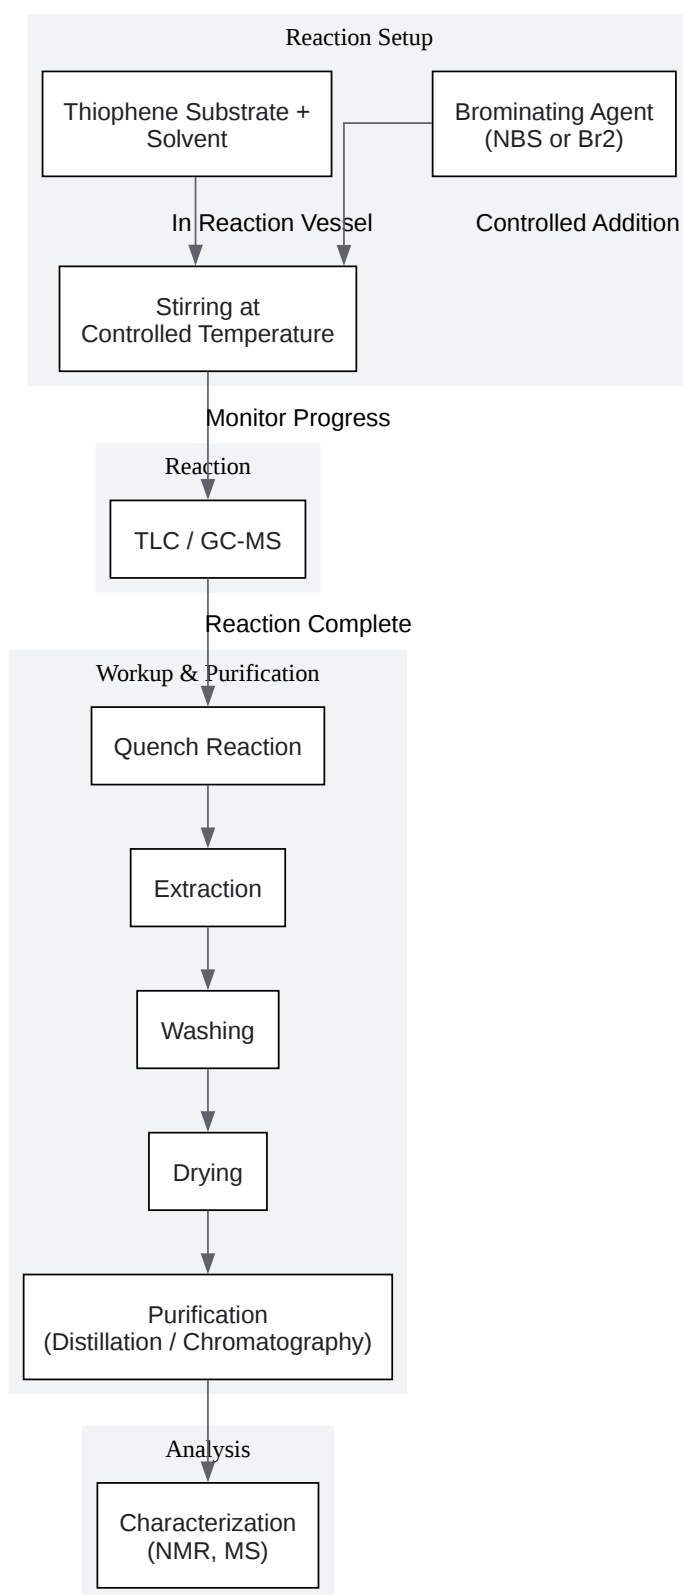 Reaction Setup
Thiophene Substrate +
Solvent
Brominating Agent
(NBS or Br2)
In Reaction Vessel
Controlled Addition
Stirring at
Controlled Temperature
Monitor Progress
Reaction
TLC / GC-MS
Reaction Complete
Workup & Purification
Quench Reaction
Extraction
Washing
Drying
Purification
(Distillation / Chromatography)
Analysis
Characterization
(NMR, MS)